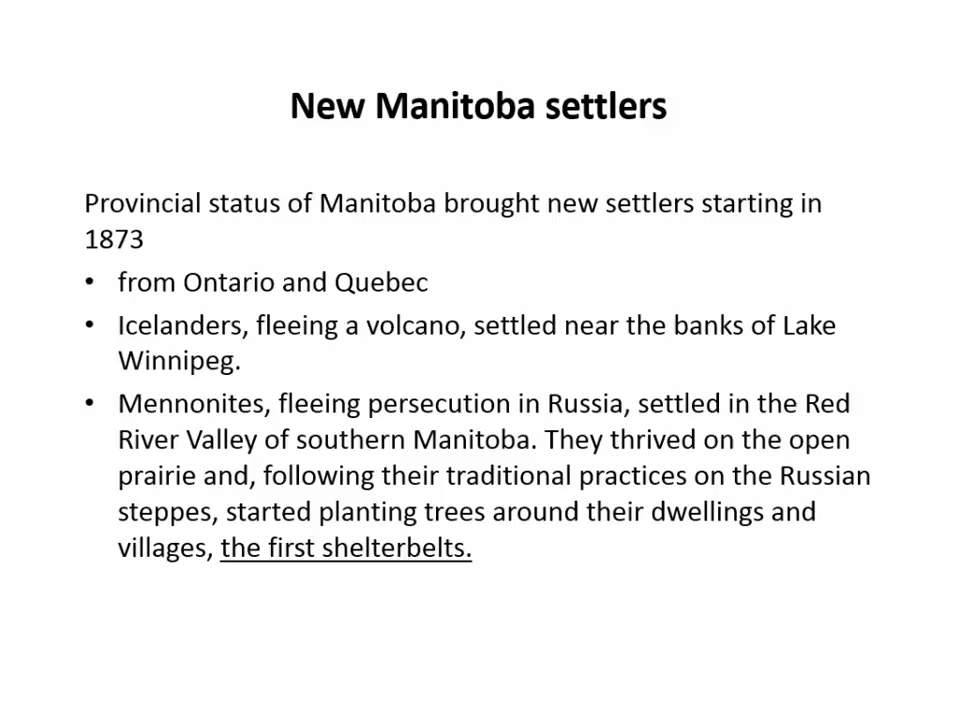 New Manitoba settlers
Provincial status of Manitoba brought new settlers starting in
1873
• from Ontario and Quebec
• Icelanders, fleeing a volcano, settled near the banks of Lake
Winnipeg.
• Mennonites, fleeing persecution in Russia, settled in the Red
River Valley of southern Manitoba. They thrived on the open
prairie and, following their traditional practices on the Russian
steppes, started planting trees around their dwellings and
villages, the first shelterbelts.